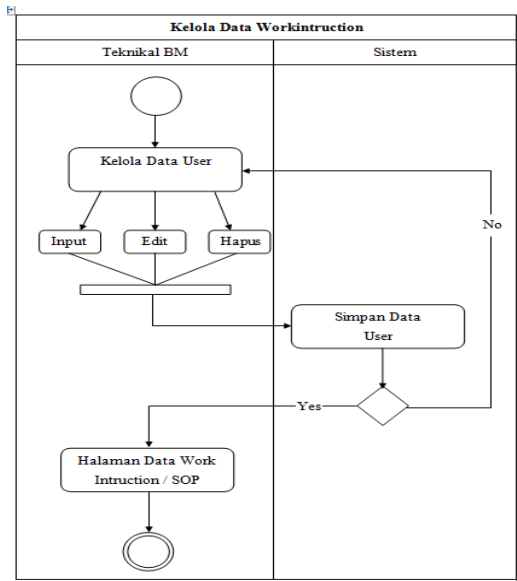 Kelola Data Workintruction
Teknikal BM
Sistem
Kelola Data User
Input
Edit
Hapus
No
Simpan Data
User
Yes
Halaman Data Work
Intruction / SOP